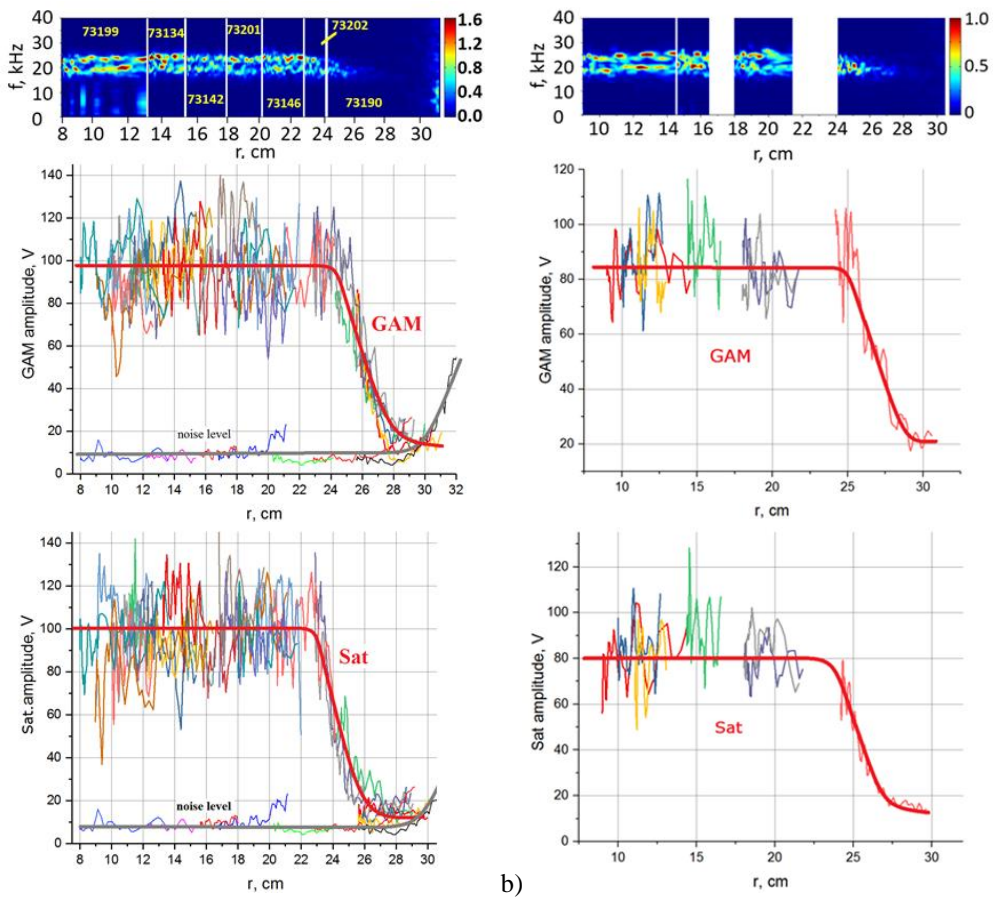 40
30
20
10
0
f, kHz
73199 73134 73201 73202
73142 73146 73190
1.6
1.2
0.8
0.4
0.0
8 10 12 14 16 18 20 22 24 26 28 30
r, cm
40
30
20
10
0
f, kHz
1.0
0.5
0
10 12 14 16 18 20 22 24 26 28 30
r, cm
140
120
100
80
60
40
20
0
GAM amplitude, V
GAM
noise level
8 10 12 14 16 18 20 22 24 26 28 30 32
r, cm
120
100
80
60
40
20
GAM amplitude, V
GAM
10 15 20 25 30
r, cm
140
120
100
80
60
40
20
0
Sat.amplitude, V
Sat
noise level
8 10 12 14 16 18 20 22 24 26 28 30
r, cm
120
100
80
60
40
20
0
Sat amplitude, V
Sat
10 15 20 25 30
r, cm
b)